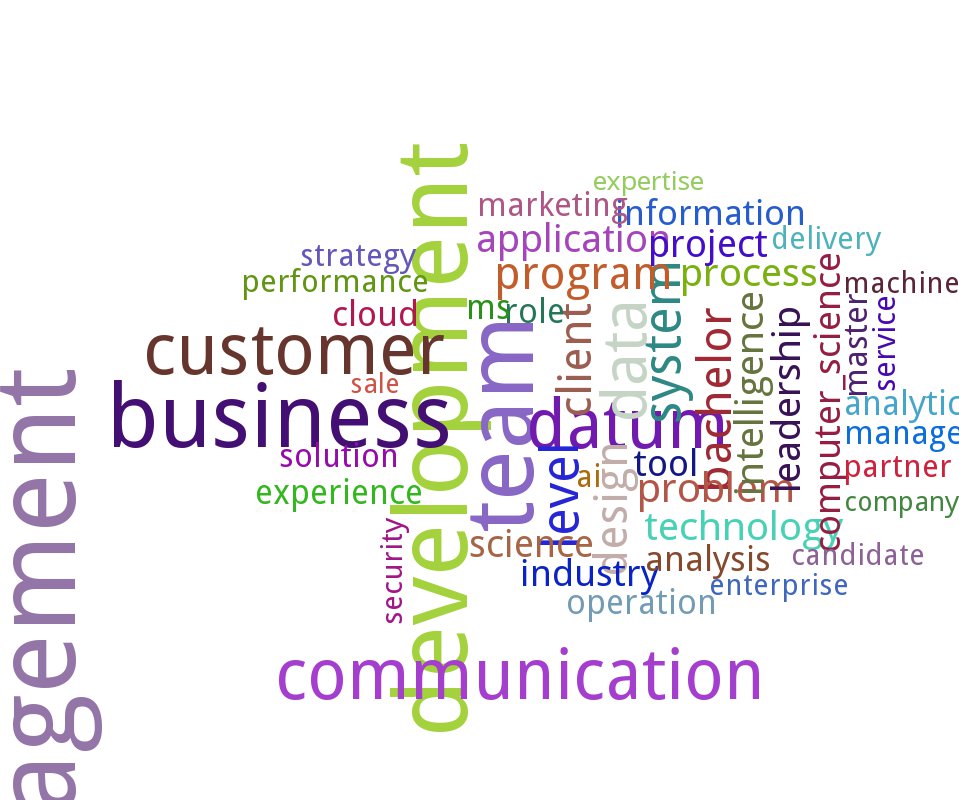 expertise
marketing
information
application
project
delivery
strategy
performance
program
process
machine
cloud
ms
role
system
client
data
customer
sale
business
development
team
datum
bachelor
intelligence
leadership
computer_science
master
service
analytic
manage
solution
experience
level
ai
tool
problem
partner
company
design
technology
security
science
industry
analysis
candidate
enterprise
operation
communication
agement